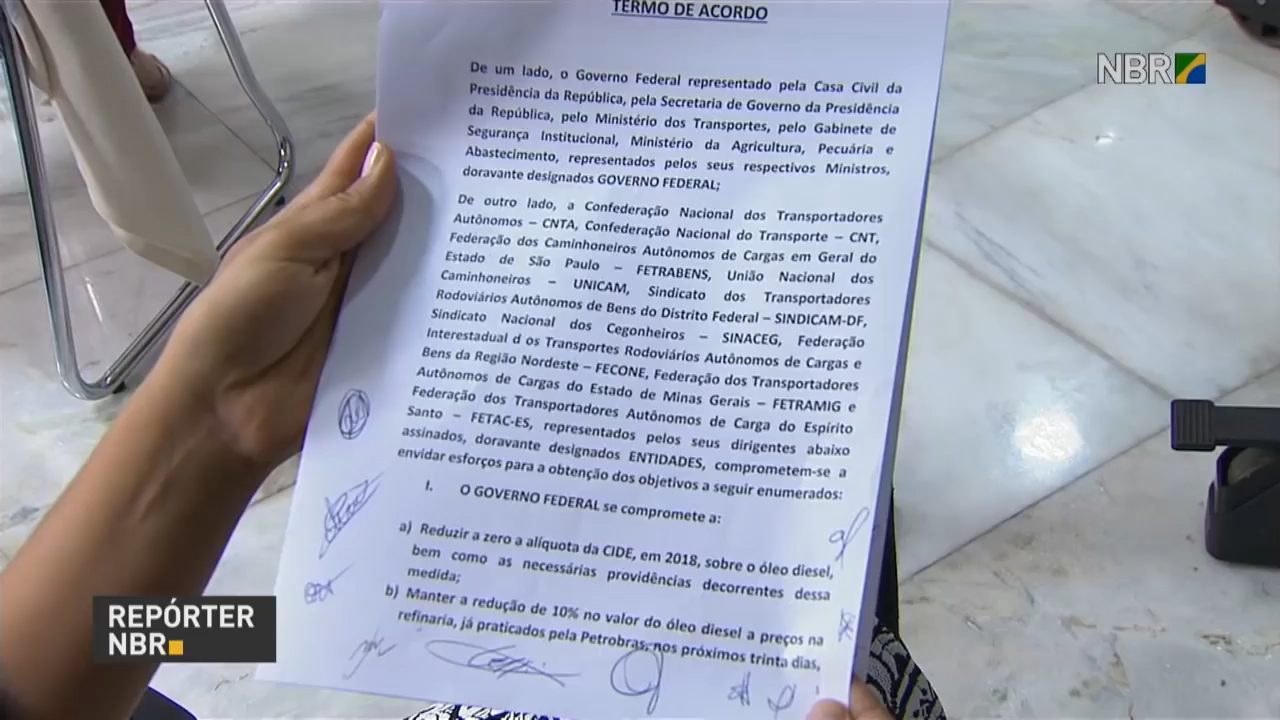 TERMO DE ACORDO
NBR
De um lado, o Governo Federal representado pela Casa Civil da
Presidência da República, pela Secretaria de Governo da Presidência
da República, pelo Ministério dos Transportes, pelo Gabinete de
Segurança Institucional, Ministério da Agricultura, Pecuária e
Abastecimento, representados pelos seus respectivos Ministros,
doravante designados GOVERNO FEDERAL;
De outro lado, a Confederação Nacional dos Transportadores
Autônomos – CNTA, Confederação Nacional do Transporte – CNT,
Federação dos Caminhoneiros Autônomos de Cargas em Geral do
Estado de São Paulo – FETRABENS, União Nacional dos
Caminhoneiros – UNICAM, Sindicato dos Transportadores
Rodoviários Autônomos de Bens do Distrito Federal – SINDICAM-DF,
Sindicato Nacional dos Cegonheiros – SINACEG, Federação
Interestadual d os Transportes Rodoviários Autônomos de Cargas e
Bens da Região Nordeste – FECONE, Federação dos Transportadores
Autônomos de Cargas do Estado de Minas Gerais – FETRAMIG e
Federação dos Transportadores Autônomos de Carga do Espírito
Santo – FETAC-ES, representados pelos seus dirigentes abaixo
assinados, doravante designados ENTIDADES, comprometem-se a
envidar esforços para a obtenção dos objetivos a seguir enumerados:
I. O GOVERNO FEDERAL se compromete a:
a) Reduzir a zero a alíquota da CIDE, em 2018, sobre o óleo diesel,
bem como as necessárias providências decorrentes dessa
medida;
b) Manter a redução de 10% no valor do óleo diesel a preços na
refinaria, já praticados pela Petrobras, nos próximos trinta dias,
REPÓRTER
NBR